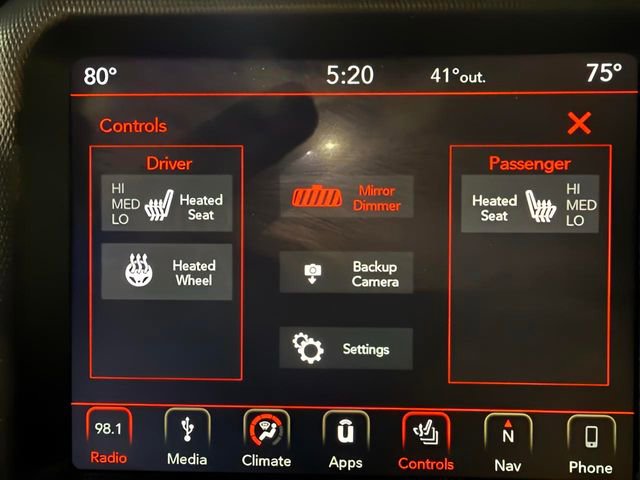 80° 5:20 41°out. 75°
Controls
Driver
HI
MED
LO
Heated
Seat
Heated
Wheel
Mirror
Dimmer
Backup
Camera
Settings
Passenger
Heated
Seat
HI
MED
LO
98.1 N
Radio Media Climate Apps Controls Nav Phone